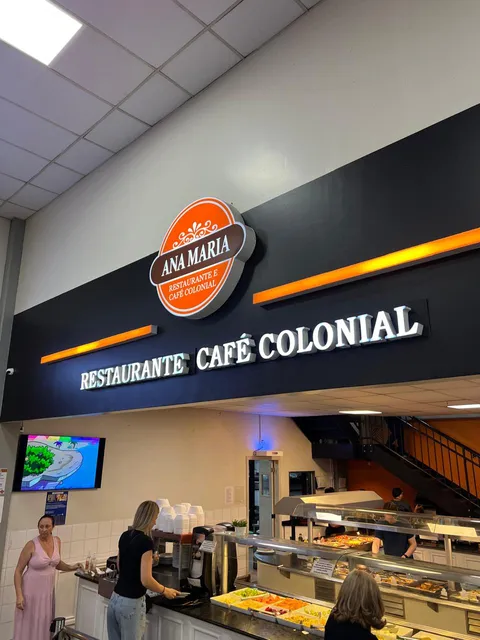 ANA MARIA
RESTAURANTE E
CAFÉ COLONIAL
RESTAURANTE CAFÉ COLONIAL